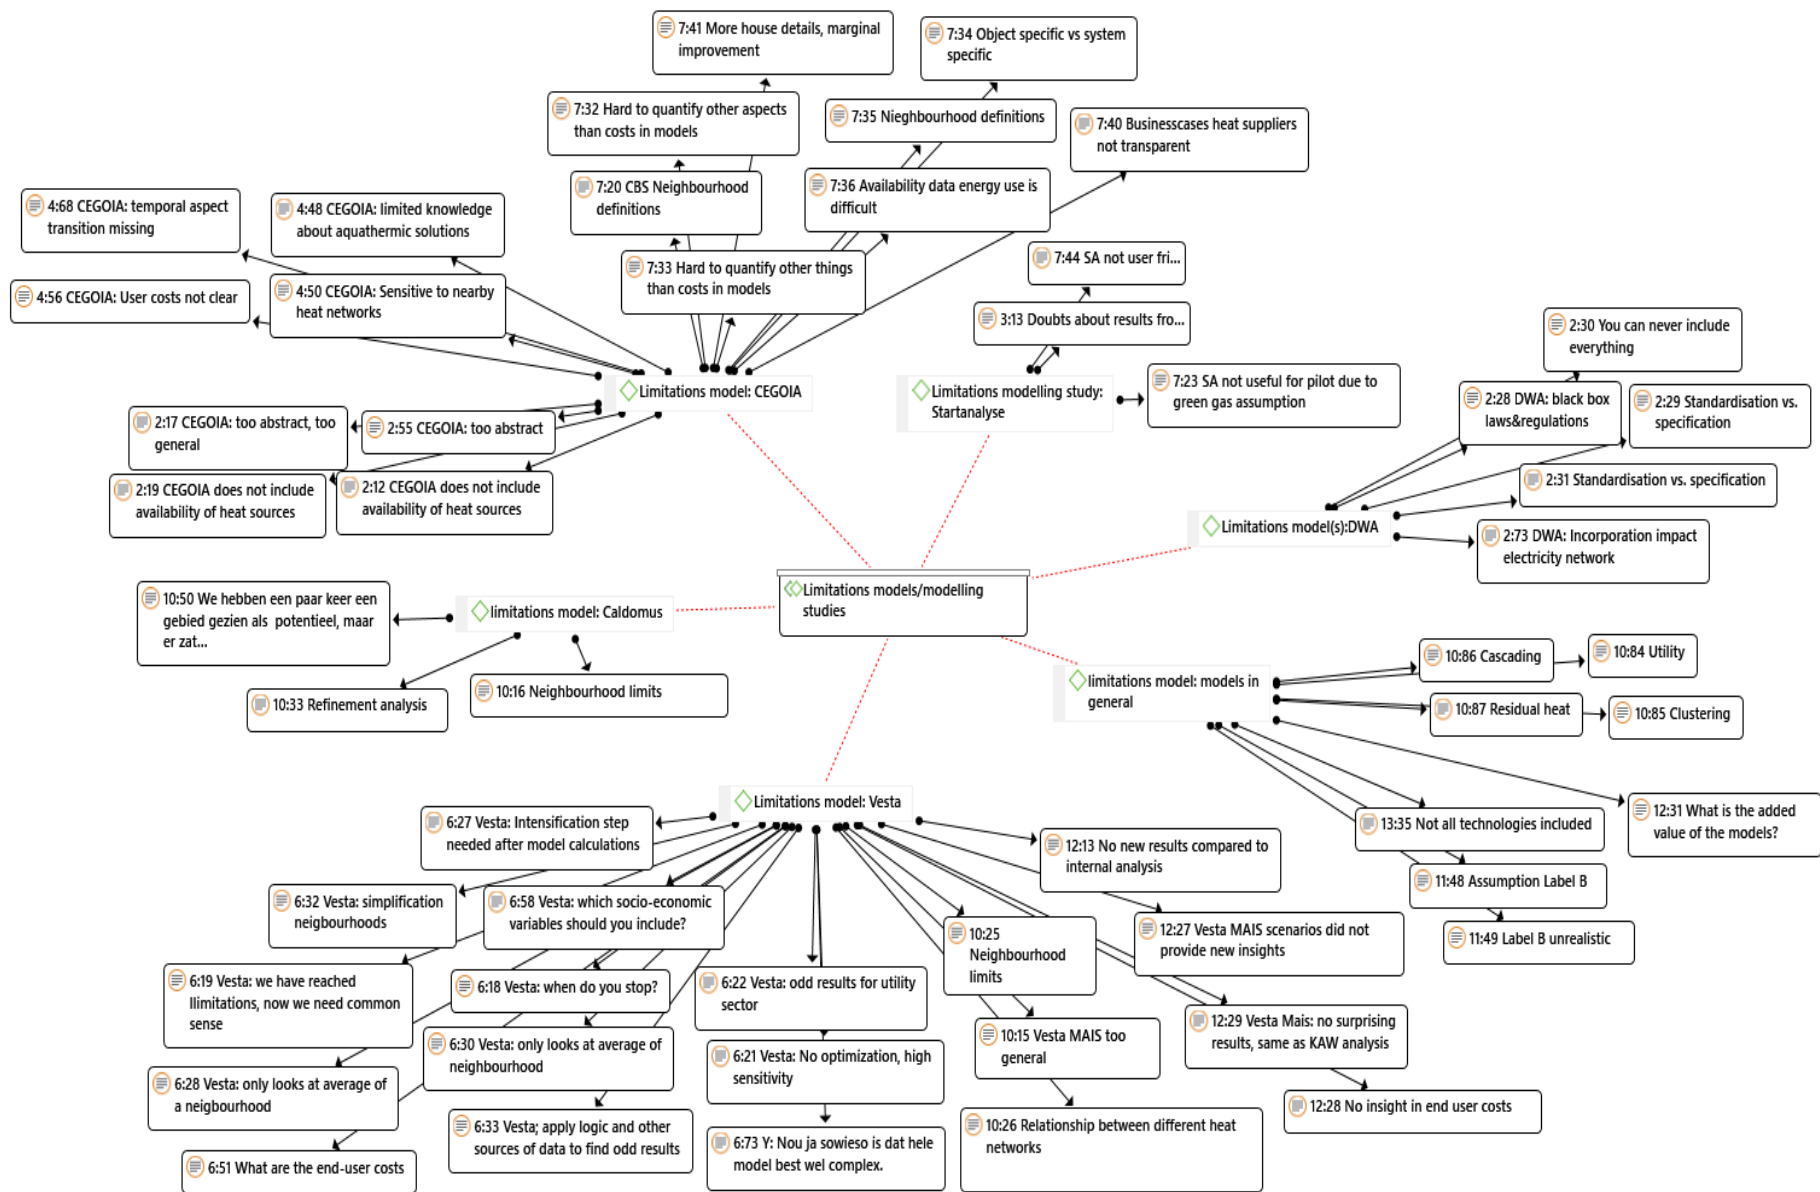 7:41 More house details, marginal
improvement
7:34 Object specific vs system
specific
7:32 Hard to quantify other aspects
than costs in models
7:35 Nieghbourhood definitions
7:40 Businesscases heat suppliers
not transparent
7:20 CBS Neighbourhood
definitions
7:36 Availability data energy use is
difficult
4:68 CEGOIA: temporal aspect
transition missing
4:48 CEGOIA: limited knowledge
about aquathermic solutions
7:33 Hard to quantify other things
than costs in models
7:44 SA not user fri...
4:56 CEGOIA: User costs not clear
4:50 CEGOIA: Sensitive to nearby
heat networks
3:13 Doubts about results fro...
2:30 You can never include
everything
Limitations model: CEGOIA
Limitations modelling study:
Startanalyse
7:23 SA not useful for pilot due to
green gas assumption
2:28 DWA: black box
laws&regulations
2:29 Standardisation vs.
specification
2:17 CEGOIA: too abstract, too
general
2:55 CEGOIA: too abstract
2:19 CEGOIA does not include
availability of heat sources
2:12 CEGOIA does not include
availability of heat sources
2:31 Standardisation vs. specification
Limitations model(s):DWA
2:73 DWA: Incorporation impact
electricity network
Limitations models/modelling
studies
10:50 We hebben een paar keer een
gebied gezien als  potentieel, maar
er zat...
limitations model: Caldomus
10:33 Refinement analysis
10:16 Neighbourhood limits
limitations model: models in
general
10:86 Cascading
10:84 Utility
10:87 Residual heat
10:85 Clustering
12:31 What is the added
value of the models?
13:35 Not all technologies included
11:48 Assumption Label B
11:49 Label B unrealistic
Limitations model: Vesta
6:27 Vesta: Intensification step
needed after model calculations
12:13 No new results compared to
internal analysis
6:32 Vesta: simplification
neigbourhoods
6:58 Vesta: which socio-economic
variables should you include?
10:25
Neighbourhood
limits
12:27 Vesta MAIS scenarios did not
provide new insights
6:19 Vesta: we have reached
Llimitations, now we need common
sense
6:18 Vesta: when do you stop?
6:22 Vesta: odd results for utility
sector
6:30 Vesta: only looks at average of
neighbourhood
6:21 Vesta: No optimization, high
sensitivity
10:15 Vesta MAIS too
general
12:29 Vesta Mais: no surprising
results, same as KAW analysis
6:28 Vesta: only looks at average of
a neigbourhood
12:28 No insight in end user costs
6:51 What are the end-user costs
6:33 Vesta; apply logic and other
sources of data to find odd results
6:73 Y: Nou ja sowieso is dat hele
model best wel complex.
10:26 Relationship between different heat
networks